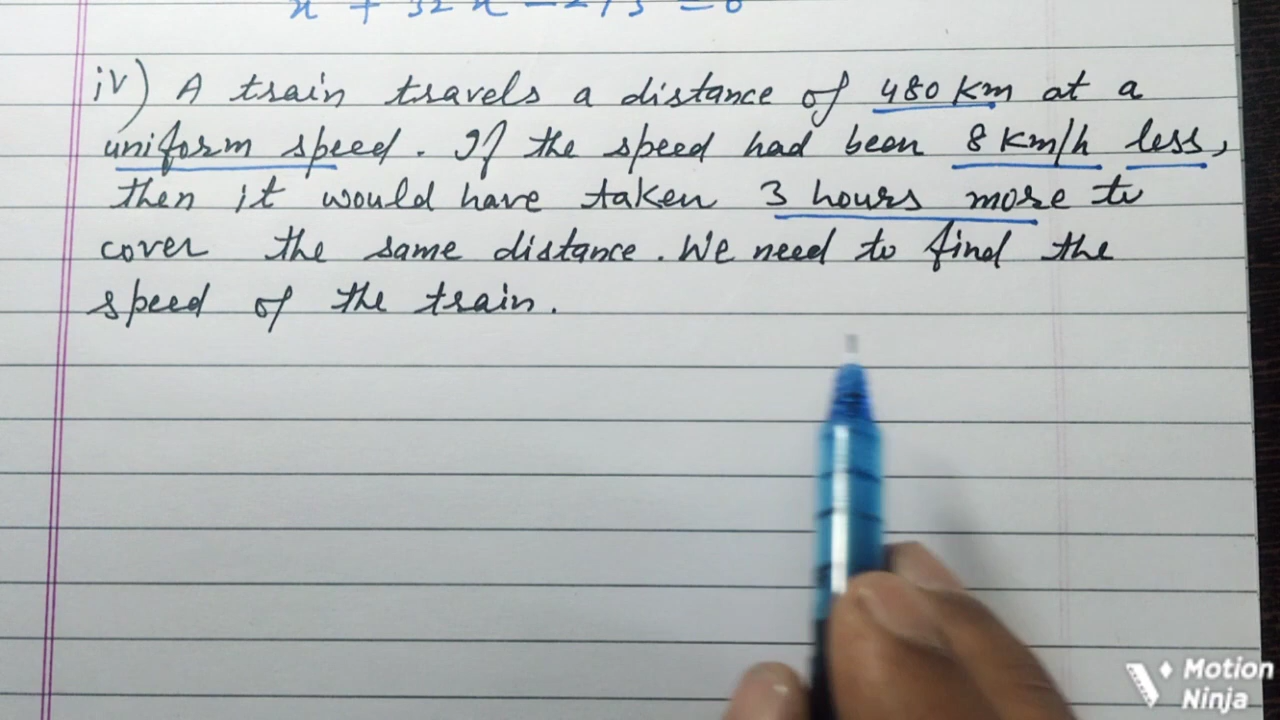 iv) A train travels a distance of 480 km at a
uniform speed. If the speed had been 8 km/h less,
then it would have taken 3 hours more to
cover the same distance. We need to find the
speed of the train.
Motion
Ninja